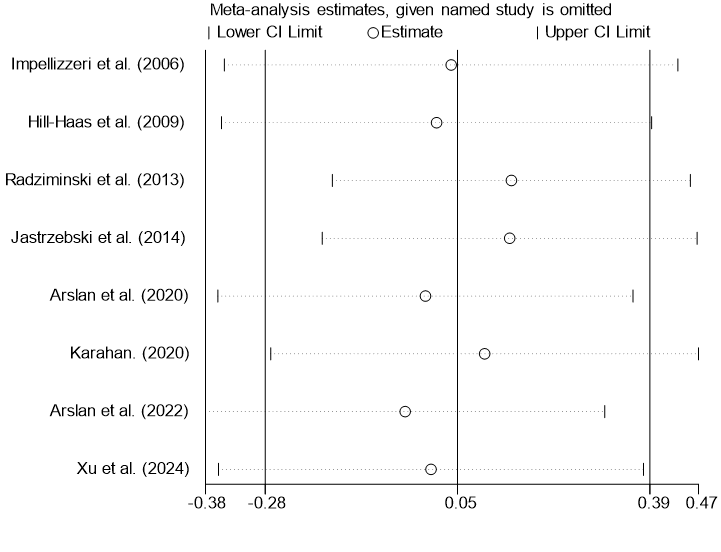 Meta-analysis estimates, given named study is omitted
| Lower CI Limit ○Estimate | Upper CI Limit
Impellizzeri et al. (2006)
Hill-Haas et al. (2009)
Radziminski et al. (2013)
Jastrzebski et al. (2014)
Arslan et al. (2020)
Karahan. (2020)
Arslan et al. (2022)
Xu et al. (2024)
-0.38 -0.28 0.05 0.39 0.47